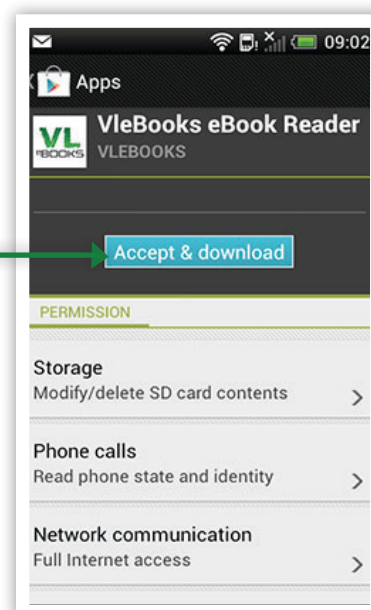 09:02
Apps
VL
eBOOKS
VleBooks eBook Reader
VLEBOOKS
Accept & download
PERMISSION
Storage
Modify/delete SD card contents
Phone calls
Read phone state and identity
Network communication
Full Internet access